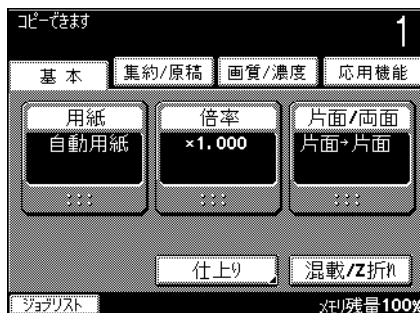 コピーできます
1
基本 集約/原稿 画質/濃度 応用機能
用紙 倍率 片面/両面
自動用紙 ×1.000 片面→片面
仕上り 混載/Z折れ
ジョブリスト メモリ残量100%